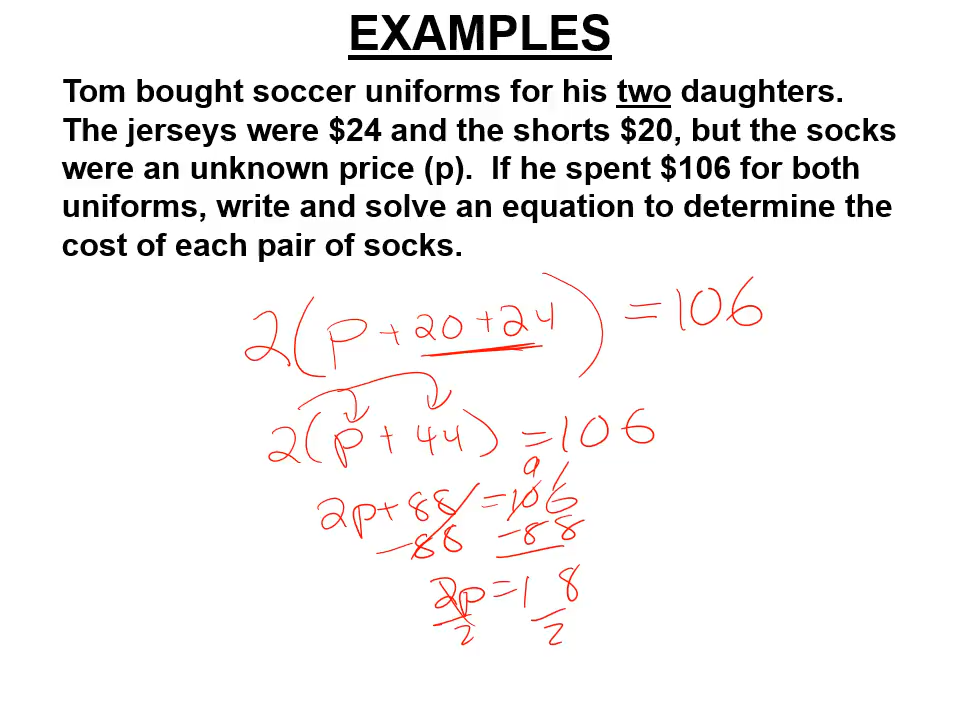 EXAMPLES
Tom bought soccer uniforms for his two daughters.
The jerseys were $24 and the shorts $20, but the socks
were an unknown price (p).  If he spent $106 for both
uniforms, write and solve an equation to determine the
cost of each pair of socks.
2(p+20+24)=106
2(p+44)=106
9 1
2p+88=106
-88 -88
2p=18
2 2